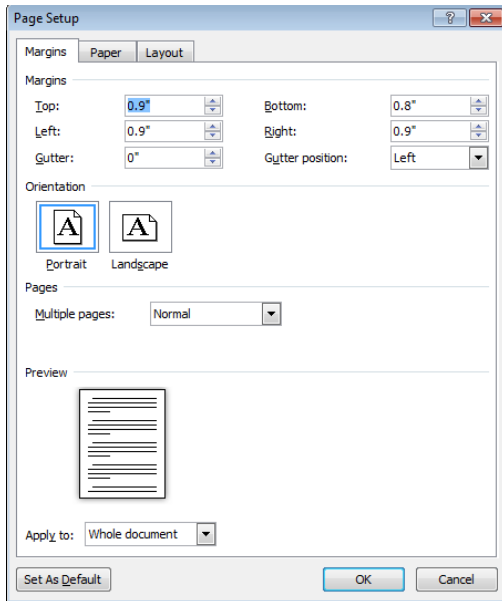 Page Setup
Margins Paper Layout
Margins
Top: 0.9" Bottom: 0.8"
Left: 0.9" Right: 0.9"
Gutter: 0" Gutter position: Left
Orientation
A A
Portrait Landscape
Pages
Multiple pages: Normal
Preview
Apply to: Whole document
Set As Default OK Cancel